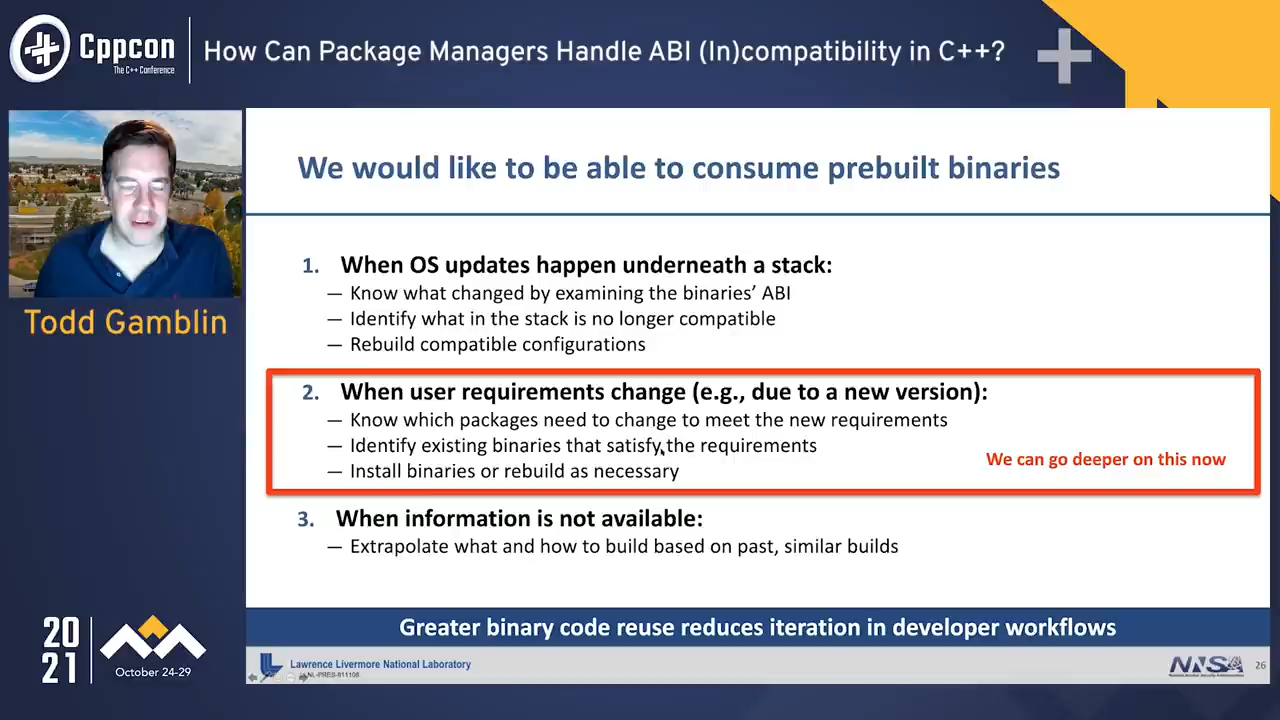 Cppcon
The C++ Conference
How Can Package Managers Handle ABI (In)compatibility in C++?
Todd Gamblin
We would like to be able to consume prebuilt binaries
1. When OS updates happen underneath a stack:
— Know what changed by examining the binaries' ABI
— Identify what in the stack is no longer compatible
— Rebuild compatible configurations
2. When user requirements change (e.g., due to a new version):
— Know which packages need to change to meet the new requirements
— Identify existing binaries that satisfy the requirements
— Install binaries or rebuild as necessary
We can go deeper on this now
3. When information is not available:
— Extrapolate what and how to build based on past, similar builds
Greater binary code reuse reduces iteration in developer workflows
20
21
October 24-29
Lawrence Livermore National Laboratory
NNSA
26